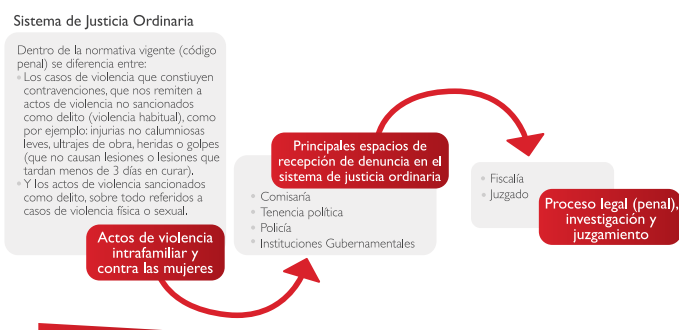 Sistema de Justicia Ordinaria
Dentro de la normativa vigente (código
penal) se diferencia entre:
• Los casos de violencia que constiuyen
contravenciones, que nos remiten a
actos de violencia no sancionados
como delito (violencia habitual), como
por ejemplo: injurias no calumniosas
leves, ultrajes de obra, heridas o golpes
(que no causan lesiones o lesiones que
tardan menos de 3 días en curar).
• Y los actos de violencia sancionados
como delito, sobre todo referidos a
casos de violencia física o sexual.
Actos de violencia
intrafamiliar y
contra las mujeres
Principales espacios de
recepción de denuncia en el
sistema de justicia ordinaria
• Comisaría
• Tenencia política
• Policía
• Instituciones Gubernamentales
• Fiscalía
• Juzgado
Proceso legal (penal),
investigación y
juzgamiento